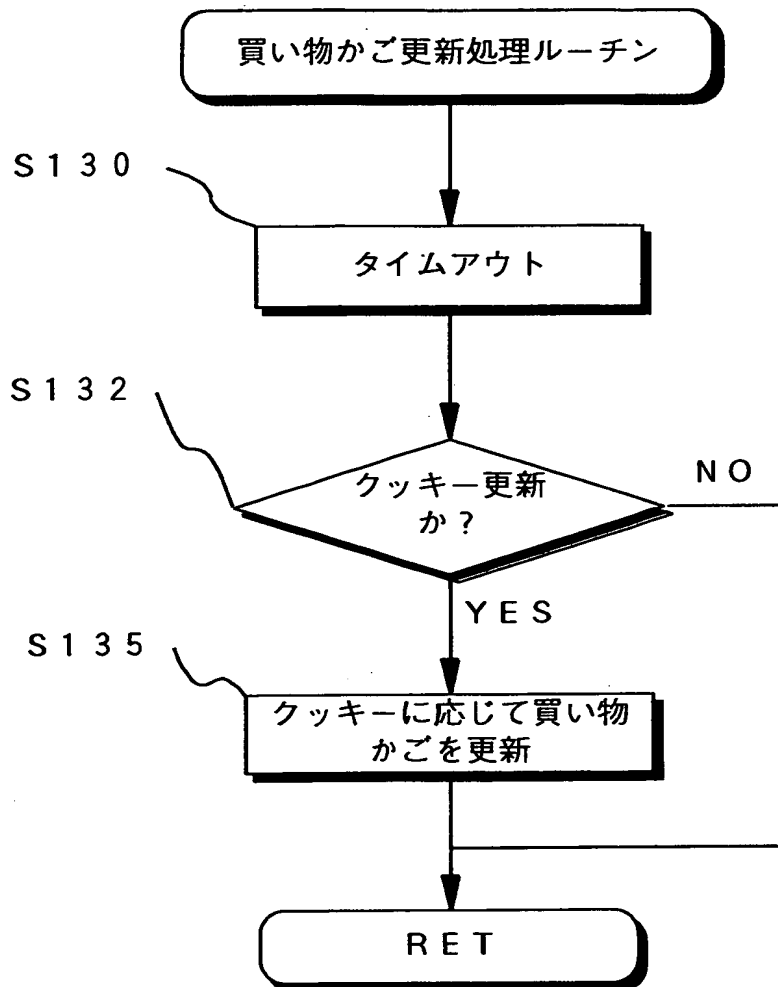 買い物かご更新処理ルーチン
S130
タイムアウト
S132
クッキー更新
か？
NO
YES
S135
クッキーに応じて買い物
かごを更新
RET